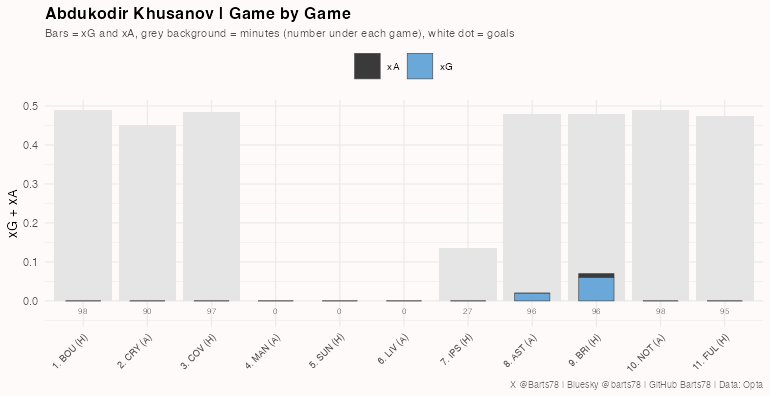 Abdukodir Khusanov | Game by Game
Bars = xG and xA, grey background = minutes (number under each game), white dot = goals
xA xG
xG + xA
0.5
0.4
0.3
0.2
0.1
0.0
98 90 97 0 0 0 27 96 96 98 95
1. BOU (H) 2. CRY (A) 3. COV (H) 4. MAN (A) 5. SUN (H) 6. LIV (A) 7. IPS (H) 8. AST (A) 9. BRI (H) 10. NOT (A) 11. FUL (H)
X @Barts78 | Bluesky @barts78 | GitHub Barts78 | Data: Opta